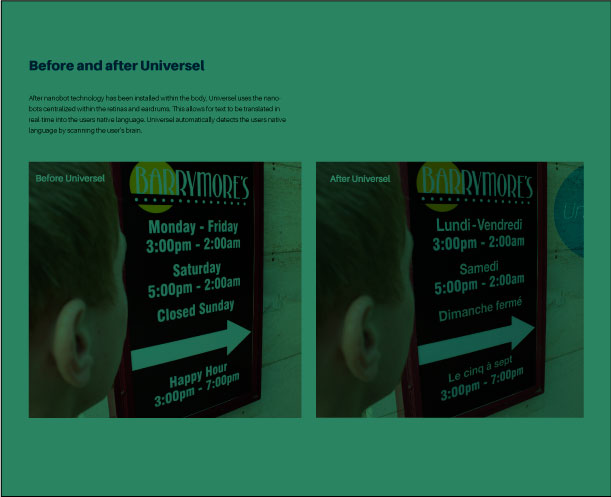 Before and after Universel
After nanobot technology has been installed within the body, Universel uses the nano-
bots centralized within the retinas and eardrums. This allows for text to be translated in
real-time into the users native language. Universel automatically detects the users native
language by scanning the user's brain.
Before Universel
BARRYMORE'S
Monday - Friday
3:00pm - 2:00am
Saturday
5:00pm - 2:00am
Closed Sunday
Happy Hour
3:00pm - 7:00pm
After Universel
BARRYMORE'S
Lundi-Vendredi
3:00pm - 2:00am
Samedi
5:00pm - 2:00am
Dimanche fermé
Le cinq à sept
3:00pm - 7:00pm